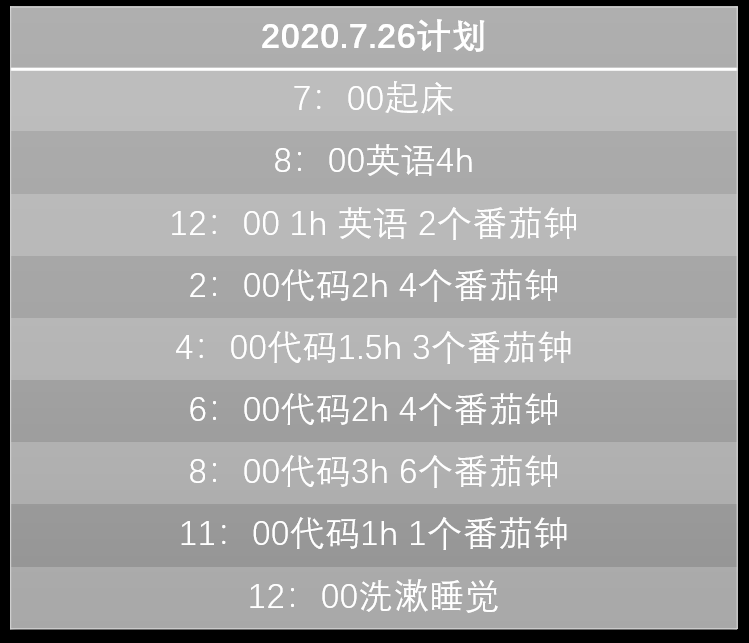 2020.7.26计划
7：00起床
8：00英语4h
12：00 1h 英语 2个番茄钟
2：00代码2h 4个番茄钟
4：00代码1.5h 3个番茄钟
6：00代码2h 4个番茄钟
8：00代码3h 6个番茄钟
11：00代码1h 1个番茄钟
12：00洗漱睡觉